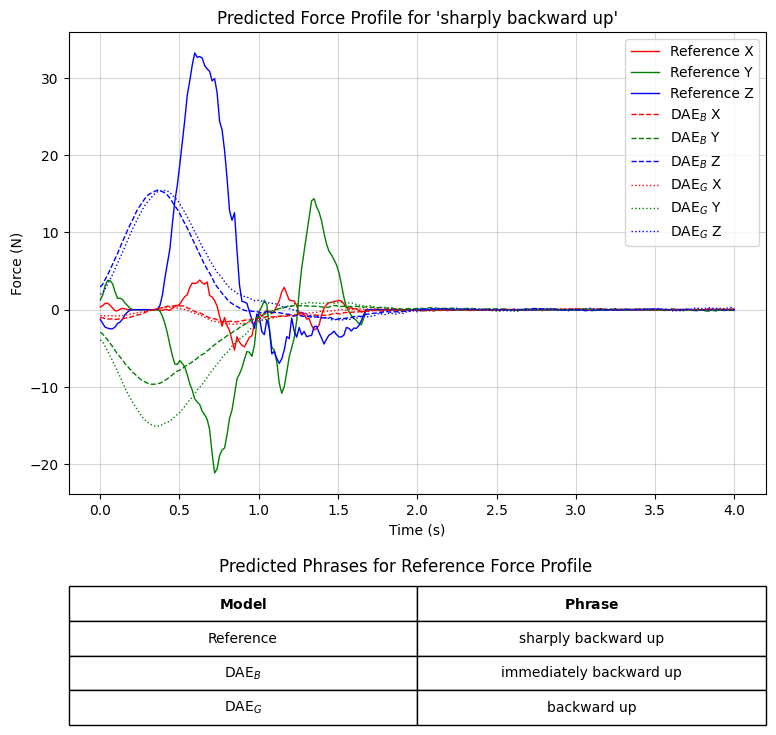 Predicted Force Profile for 'sharply backward up'
Force (N)
30
20
10
0
−10
−20
Reference X
Reference Y
Reference Z
DAE_B X
DAE_B Y
DAE_B Z
DAE_G X
DAE_G Y
DAE_G Z
0.0 0.5 1.0 1.5 2.0 2.5 3.0 3.5 4.0
Time (s)
Predicted Phrases for Reference Force Profile
Model Phrase
Reference sharply backward up
DAE_B immediately backward up
DAE_G backward up